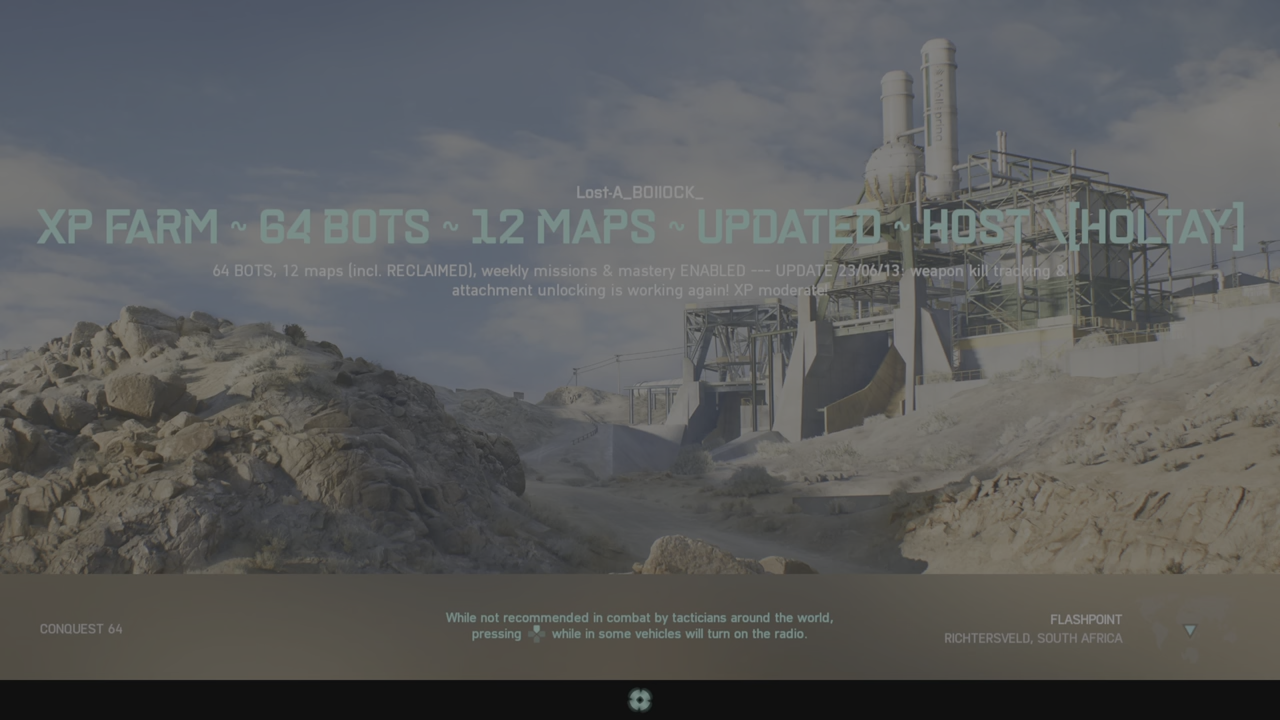 Lost-A_BOIIOCK_
XP FARM ~ 64 BOTS ~ 12 MAPS ~ UPDATED ~ HOST \[HOLTAY]
64 BOTS, 12 maps (incl. RECLAIMED), weekly missions & mastery ENABLED --- UPDATE 23/06/13: weapon kill tracking &
attachment unlocking is working again! XP moderate!
CONQUEST 64
While not recommended in combat by tacticians around the world,
pressing while in some vehicles will turn on the radio.
FLASHPOINT
RICHTERSVELD, SOUTH AFRICA